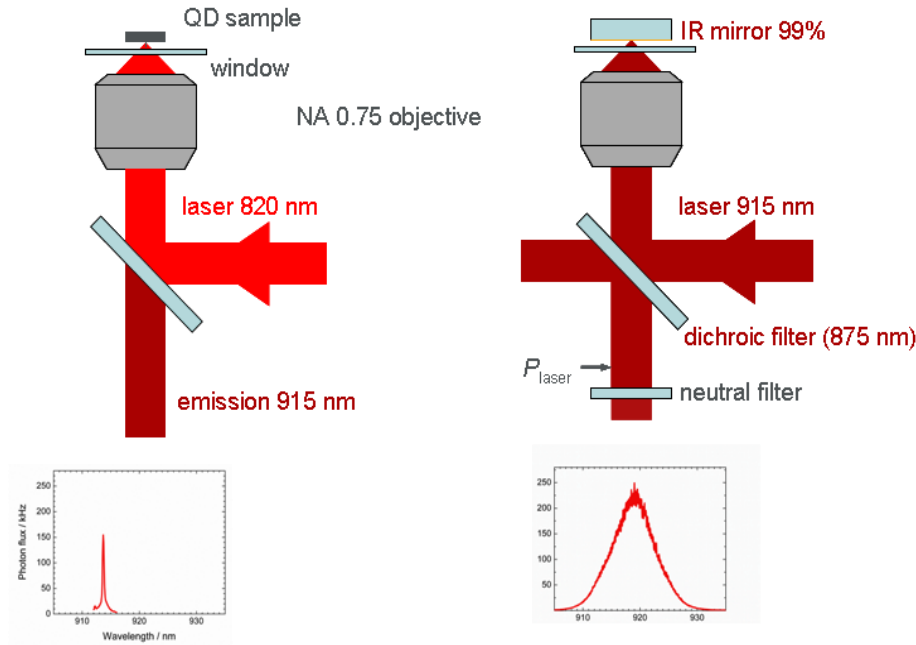 QD sample
window
NA 0.75 objective
laser 820 nm
emission 915 nm
IR mirror 99%
laser 915 nm
dichroic filter (875 nm)
Plaser
neutral filter
Photon flux / kHz
250
200
150
100
50
0
910
920
930
Wavelength / nm
250
200
150
100
50
910
920
930